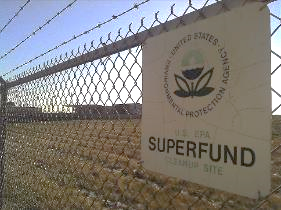 UNITED STATES
ENVIRONMENTAL PROTECTION AGENCY
U.S. EPA
SUPERFUND
CLEANUP SITE